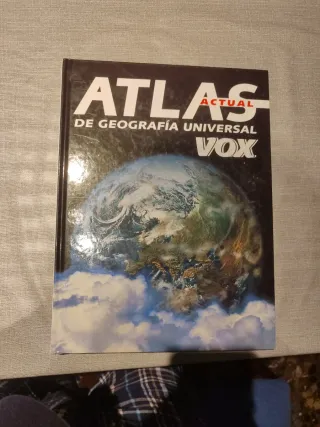 ATLAS
ACTUAL
DE GEOGRAFÍA UNIVERSAL
VOX